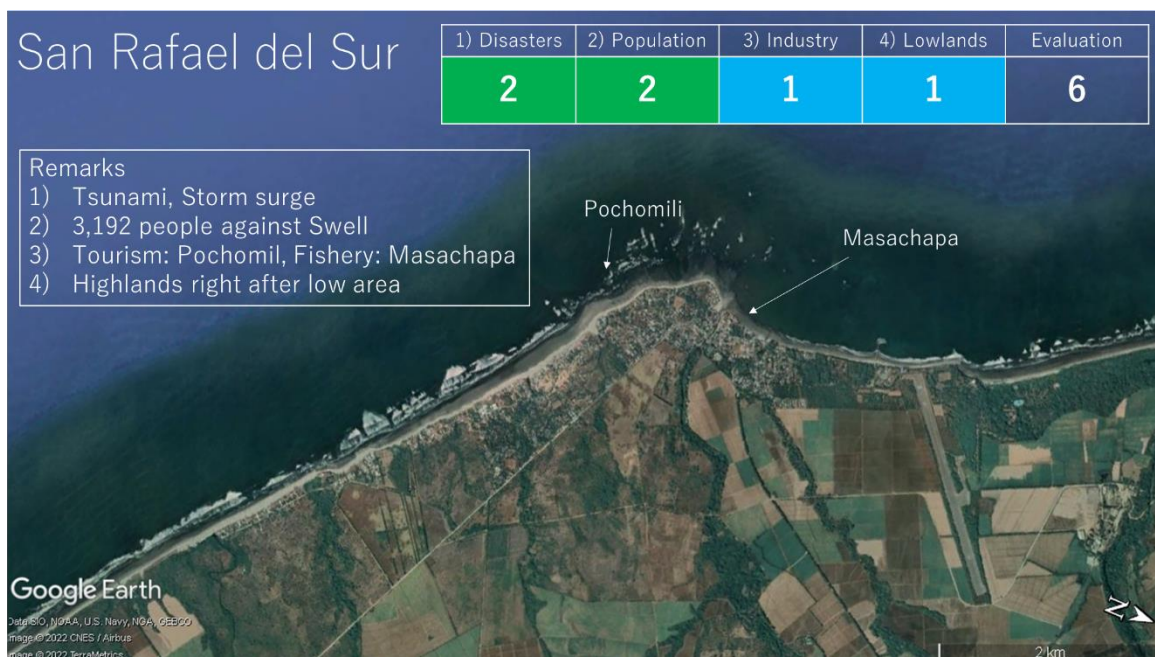 San Rafael del Sur
1) Disasters 2) Population 3) Industry 4) Lowlands Evaluation
2 2 1 1 6
Remarks
1) Tsunami, Storm surge
2) 3,192 people against Swell
3) Tourism: Pochomil, Fishery: Masachapa
4) Highlands right after low area
Pochomili
Masachapa
Google Earth
Data SIO, NOAA, U.S. Navy, NGA, GEBCO
Image © 2022 CNES / Airbus
Image © 2022 TerraMetrics
N
2 km